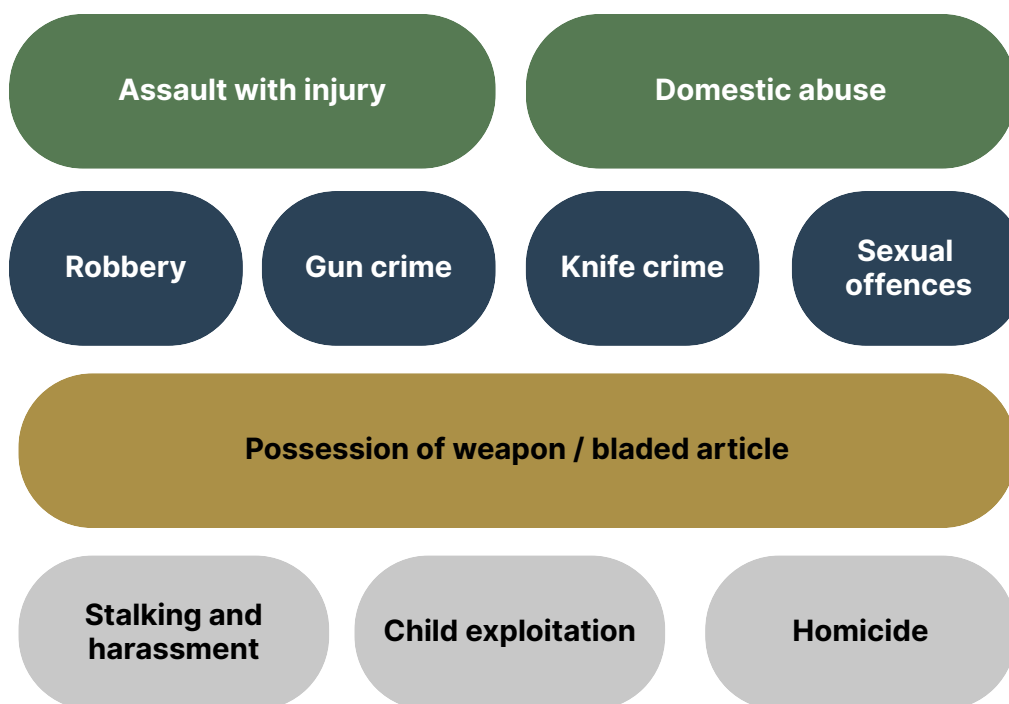 Assault with injury
Domestic abuse
Robbery
Gun crime
Knife crime
Sexual
offences
Possession of weapon / bladed article
Stalking and
harassment
Child exploitation
Homicide